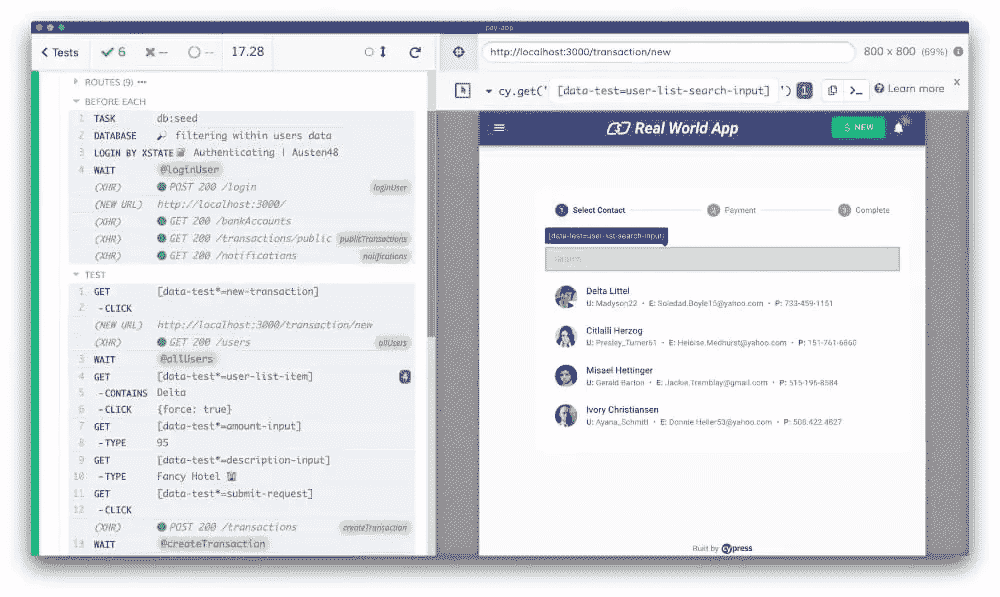 pay-app
Tests
6
--
--
17.28
http://localhost:3000/transaction/new
800 x 800 (69%)
cy.get('
[data-test=user-list-search-input]
')
1
Learn more
ROUTES (9)
BEFORE EACH
1 TASK db:seed
2 DATABASE filtering within users data
3 LOGIN BY XSTATE Authenticating | Austen48
4 WAIT @loginUser
(XHR) POST 200 /login loginUser
(NEW URL) http://localhost:3000/
(XHR) GET 200 /bankAccounts
(XHR) GET 200 /transactions/public publicTransactions
(XHR) GET 200 /notifications notifications
TEST
1 GET [data-test*=new-transaction]
2 -CLICK
(NEW URL) http://localhost:3000/transaction/new
(XHR) GET 200 /users allUsers
3 WAIT @allUsers
4 GET [data-test*=user-list-item] 4
5 -CONTAINS Delta
6 -CLICK {force: true}
7 GET [data-test*=amount-input]
8 -TYPE 95
9 GET [data-test*=description-input]
10 -TYPE Fancy Hotel
11 GET [data-test*=submit-request]
12 -CLICK
(XHR) POST 200 /transactions createTransaction
13 WAIT @createTransaction
Real World App
$ NEW
1 Select Contact
2 Payment
3 Complete
[data-test=user-list-search-input]
Search
Delta Littel
U: Madyson22 • E: Soledad.Boyle15@yahoo.com • P: 733-459-1151
Citlalli Herzog
U: Presley_Turner61 • E: Heloise.Medhurst@yahoo.com • P: 151-761-6860
Misael Hettinger
U: Gerald Barton • E: Jackie.Tremblay@gmail.com • P: 515-196-8584
Ivory Christiansen
U: Ayana_Schmitt • E: Donnie.Heller53@yahoo.com • P: 508.422.4827
Built by cypress